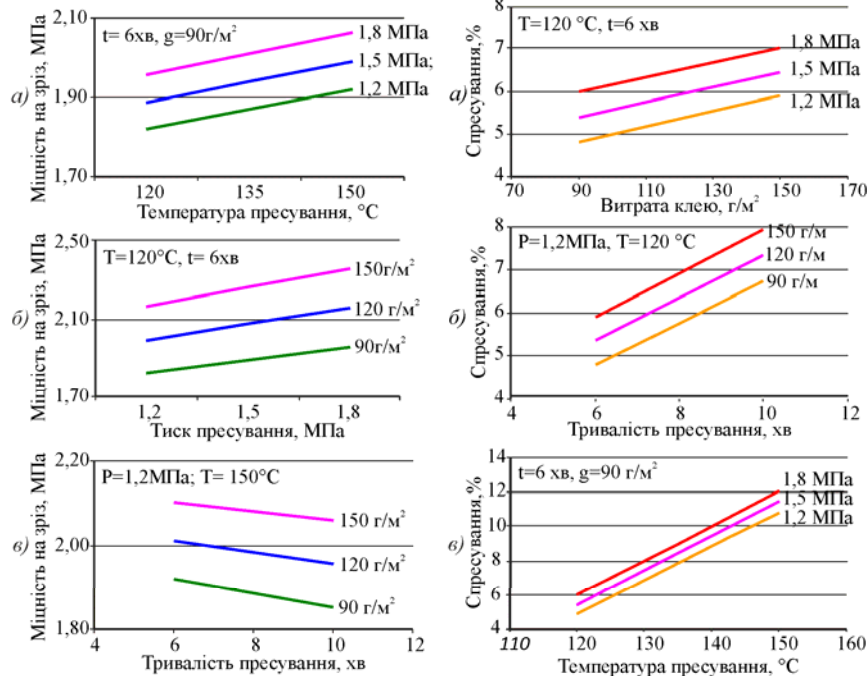 2,10
1,90
1,70
Міцність на зріз, МПа
а)
t= 6хв, g=90г/м²
1,8 МПа
1,5 МПа;
1,2 МПа
120 135 150
Температура пресування, °С
8
7
6
5
4
Спресування,%
а)
Т=120 °С, t=6 хв
1,8 МПа
1,5 МПа
1,2 МПа
70 90 110 130 150 170
Витрата клею, г/м²
2,50
2,10
1,70
Міцність на зріз, МПа
б)
Т=120°С, t= 6хв
150г/м²
120 г/м²
90г/м²
1,2 1,5 1,8
Тиск пресування, МПа
8
7
6
5
4
Спресування,%
б)
Р=1,2МПа, Т=120 °С
150 г/м
120 г/м
90 г/м
4 6 8 10 12
Тривалість пресування, хв
2,20
2,00
1,80
Міцність на зріз, МПа
в)
Р=1,2МПа; Т= 150°С
150 г/м²
120 г/м²
90 г/м²
4 6 8 10 12
Тривалість пресування, хв
14
12
10
8
6
4
Спресування,%
в)
t=6 хв, g=90 г/м²
1,8 МПа
1,5 МПа
1,2 МПа
110 120 130 140 150 160
Температура пресування, °С